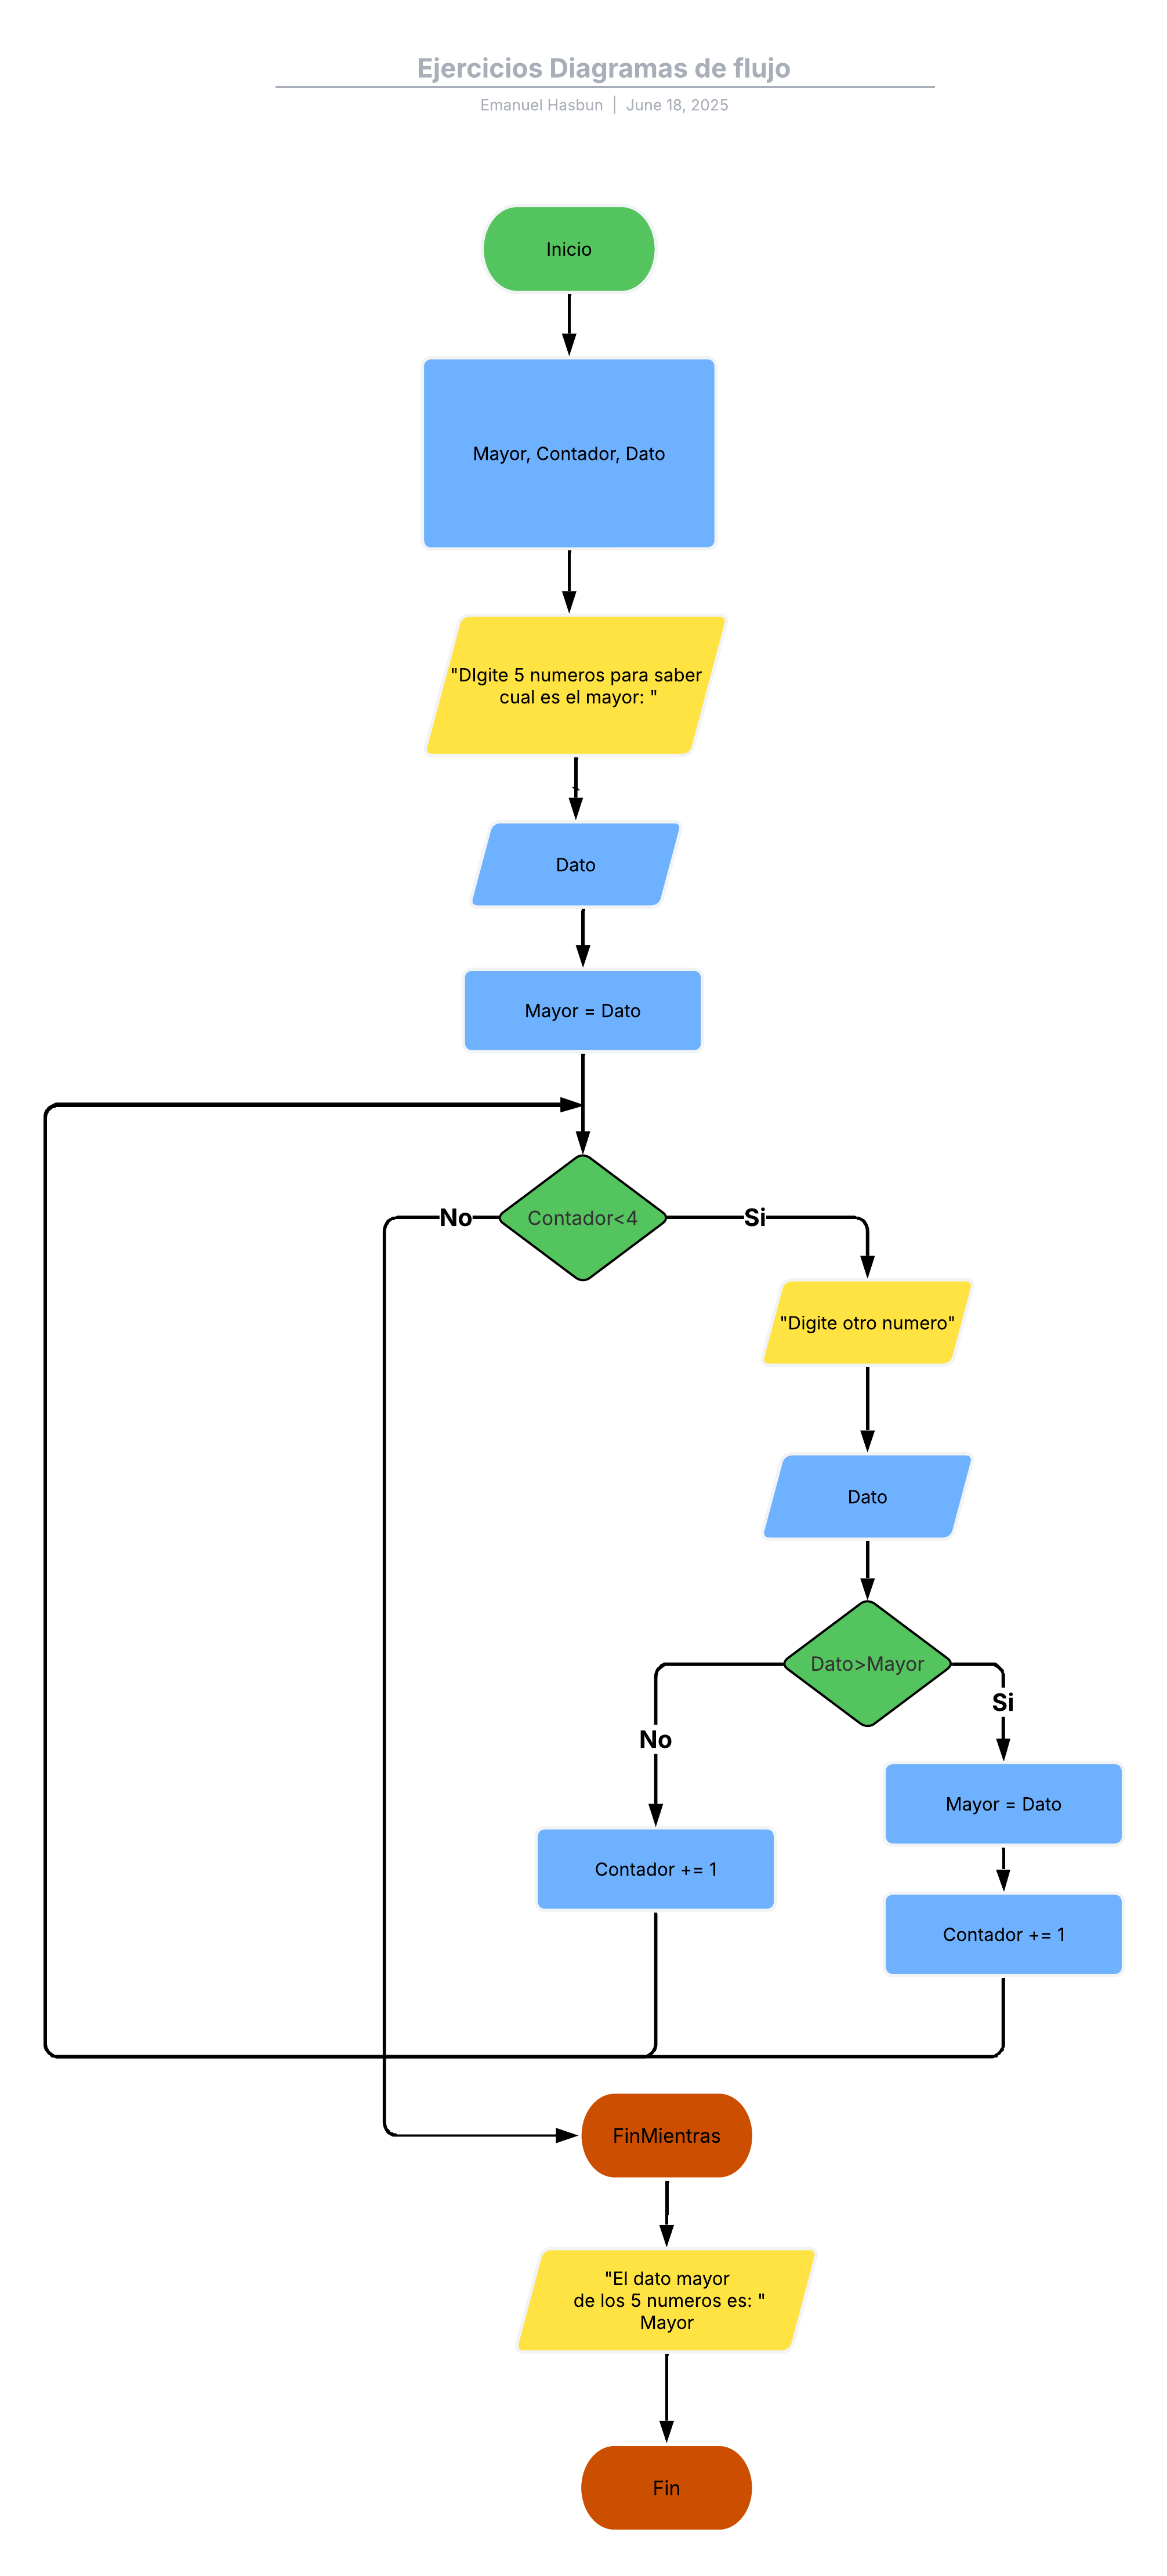 Ejercicios Diagramas de flujo
Emanuel Hasbun | June 18, 2025
Inicio
Mayor, Contador, Dato
"DIgite 5 numeros para saber
cual es el mayor: "
Dato
Mayor = Dato
No
Contador<4
Si
"Digite otro numero"
Dato
Dato>Mayor
Si
No
Mayor = Dato
Contador += 1
Contador += 1
FinMientras
"El dato mayor
de los 5 numeros es: "
Mayor
Fin